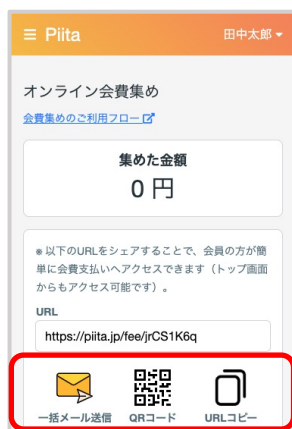 ≡ Piita 田中太郎
オンライン会費集め
会費集めのご利用フロー
集めた金額
0 円
※ 以下のURLをシェアすることで、会員の方が簡
単に会費支払いへアクセスできます（トップ画面
からもアクセス可能です）。
URL
https://piita.jp/fee/jrCS1K6q
一括メール送信 QRコード URLコピー